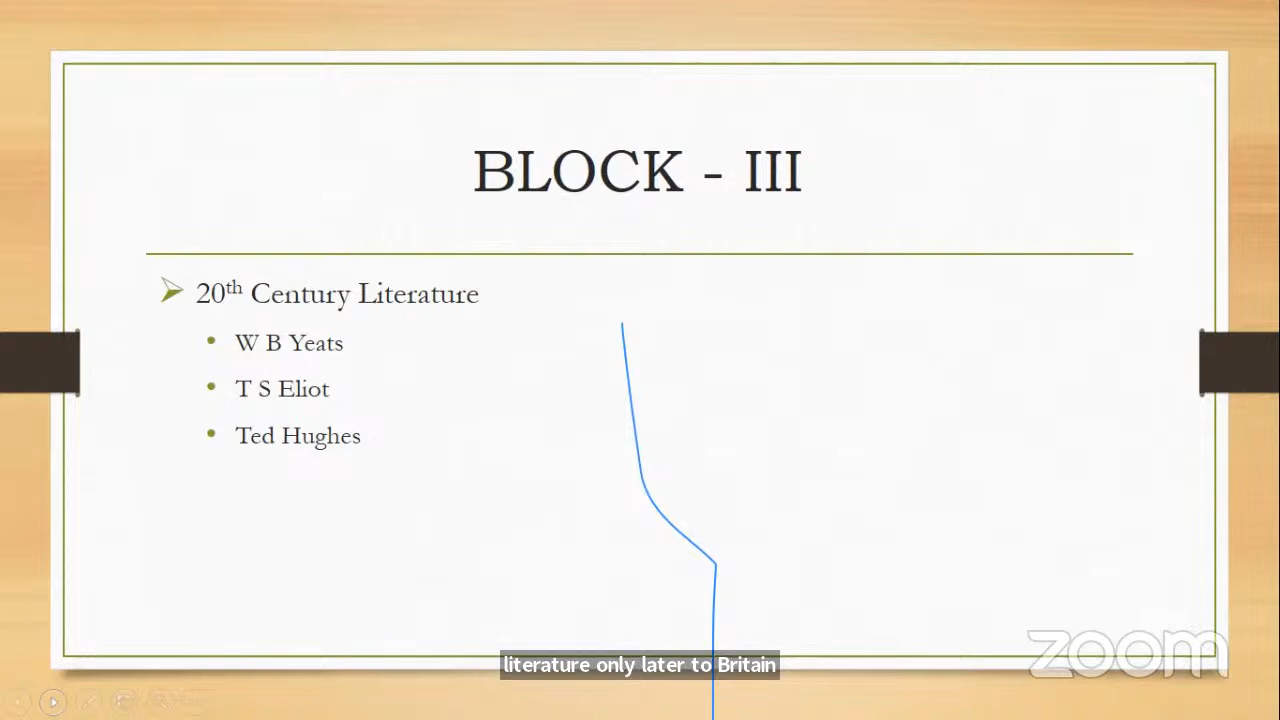 BLOCK - III
20th Century Literature
W B Yeats
T S Eliot
Ted Hughes
zoom
literature only later to Britain